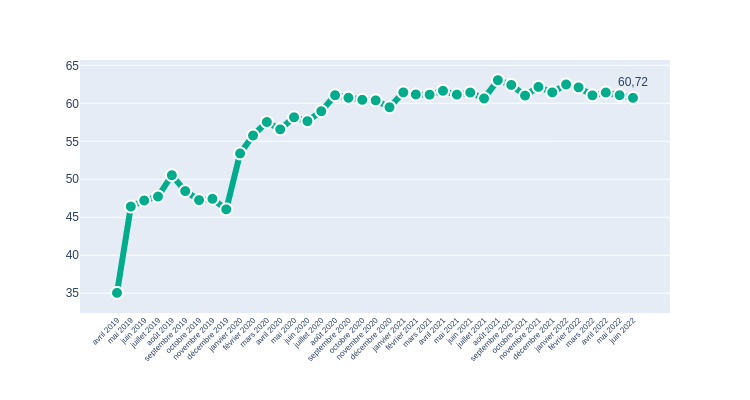 65
60
55
50
45
40
35
60,72
avril 2019
mai 2019
juin 2019
juillet 2019
août 2019
septembre 2019
octobre 2019
novembre 2019
décembre 2019
janvier 2020
février 2020
mars 2020
avril 2020
mai 2020
juin 2020
juillet 2020
août 2020
septembre 2020
octobre 2020
novembre 2020
décembre 2020
janvier 2021
février 2021
mars 2021
avril 2021
mai 2021
juin 2021
juillet 2021
août 2021
septembre 2021
octobre 2021
novembre 2021
décembre 2021
janvier 2022
février 2022
mars 2022
avril 2022
mai 2022
juin 2022